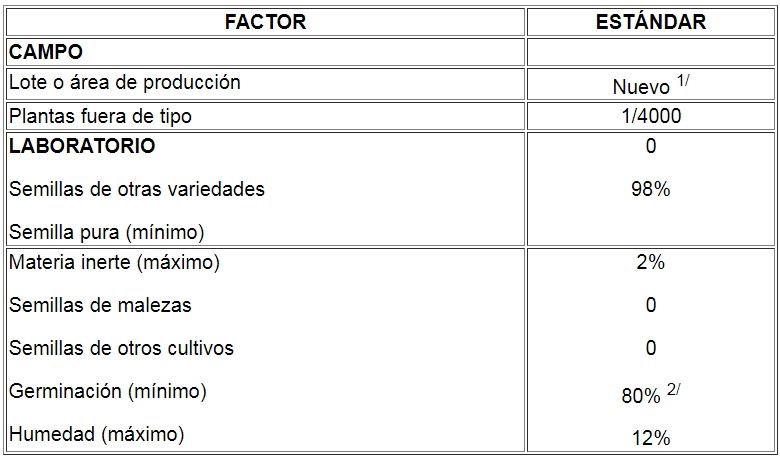 FACTOR ESTÁNDAR
CAMPO
Lote o área de producción Nuevo 1/
Plantas fuera de tipo 1/4000
LABORATORIO 0
Semillas de otras variedades 98%
Semilla pura (mínimo)
Materia inerte (máximo) 2%
Semillas de malezas 0
Semillas de otros cultivos 0
Germinación (mínimo) 80% 2/
Humedad (máximo) 12%